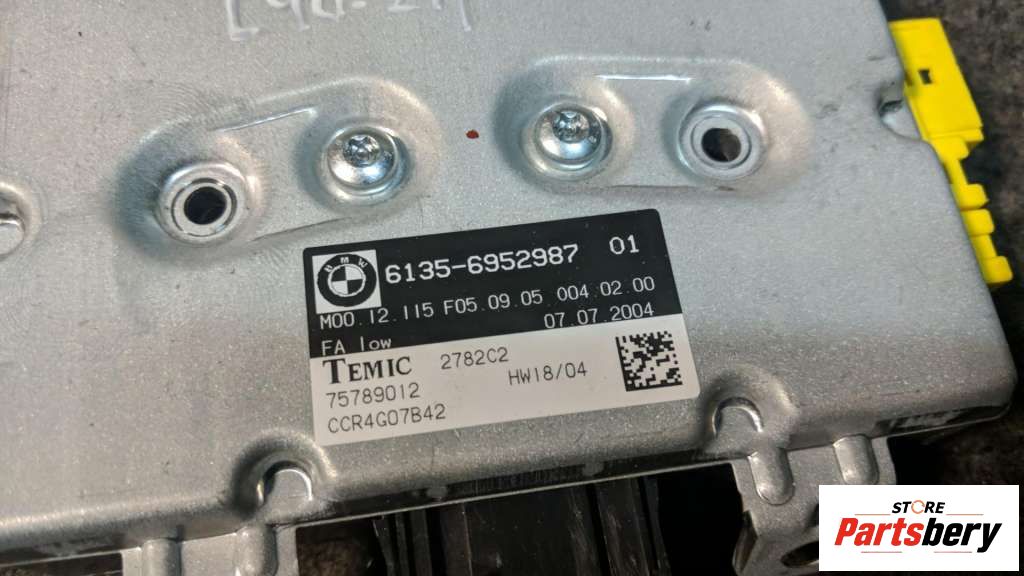 BMW
6135-6952987 01
M00.12.115 F05.09.05 004.02.00
07.07.2004
FA low
TEMIC 2782C2
75789012 HW18/04
CCR4G07B42
STORE
Partsbery